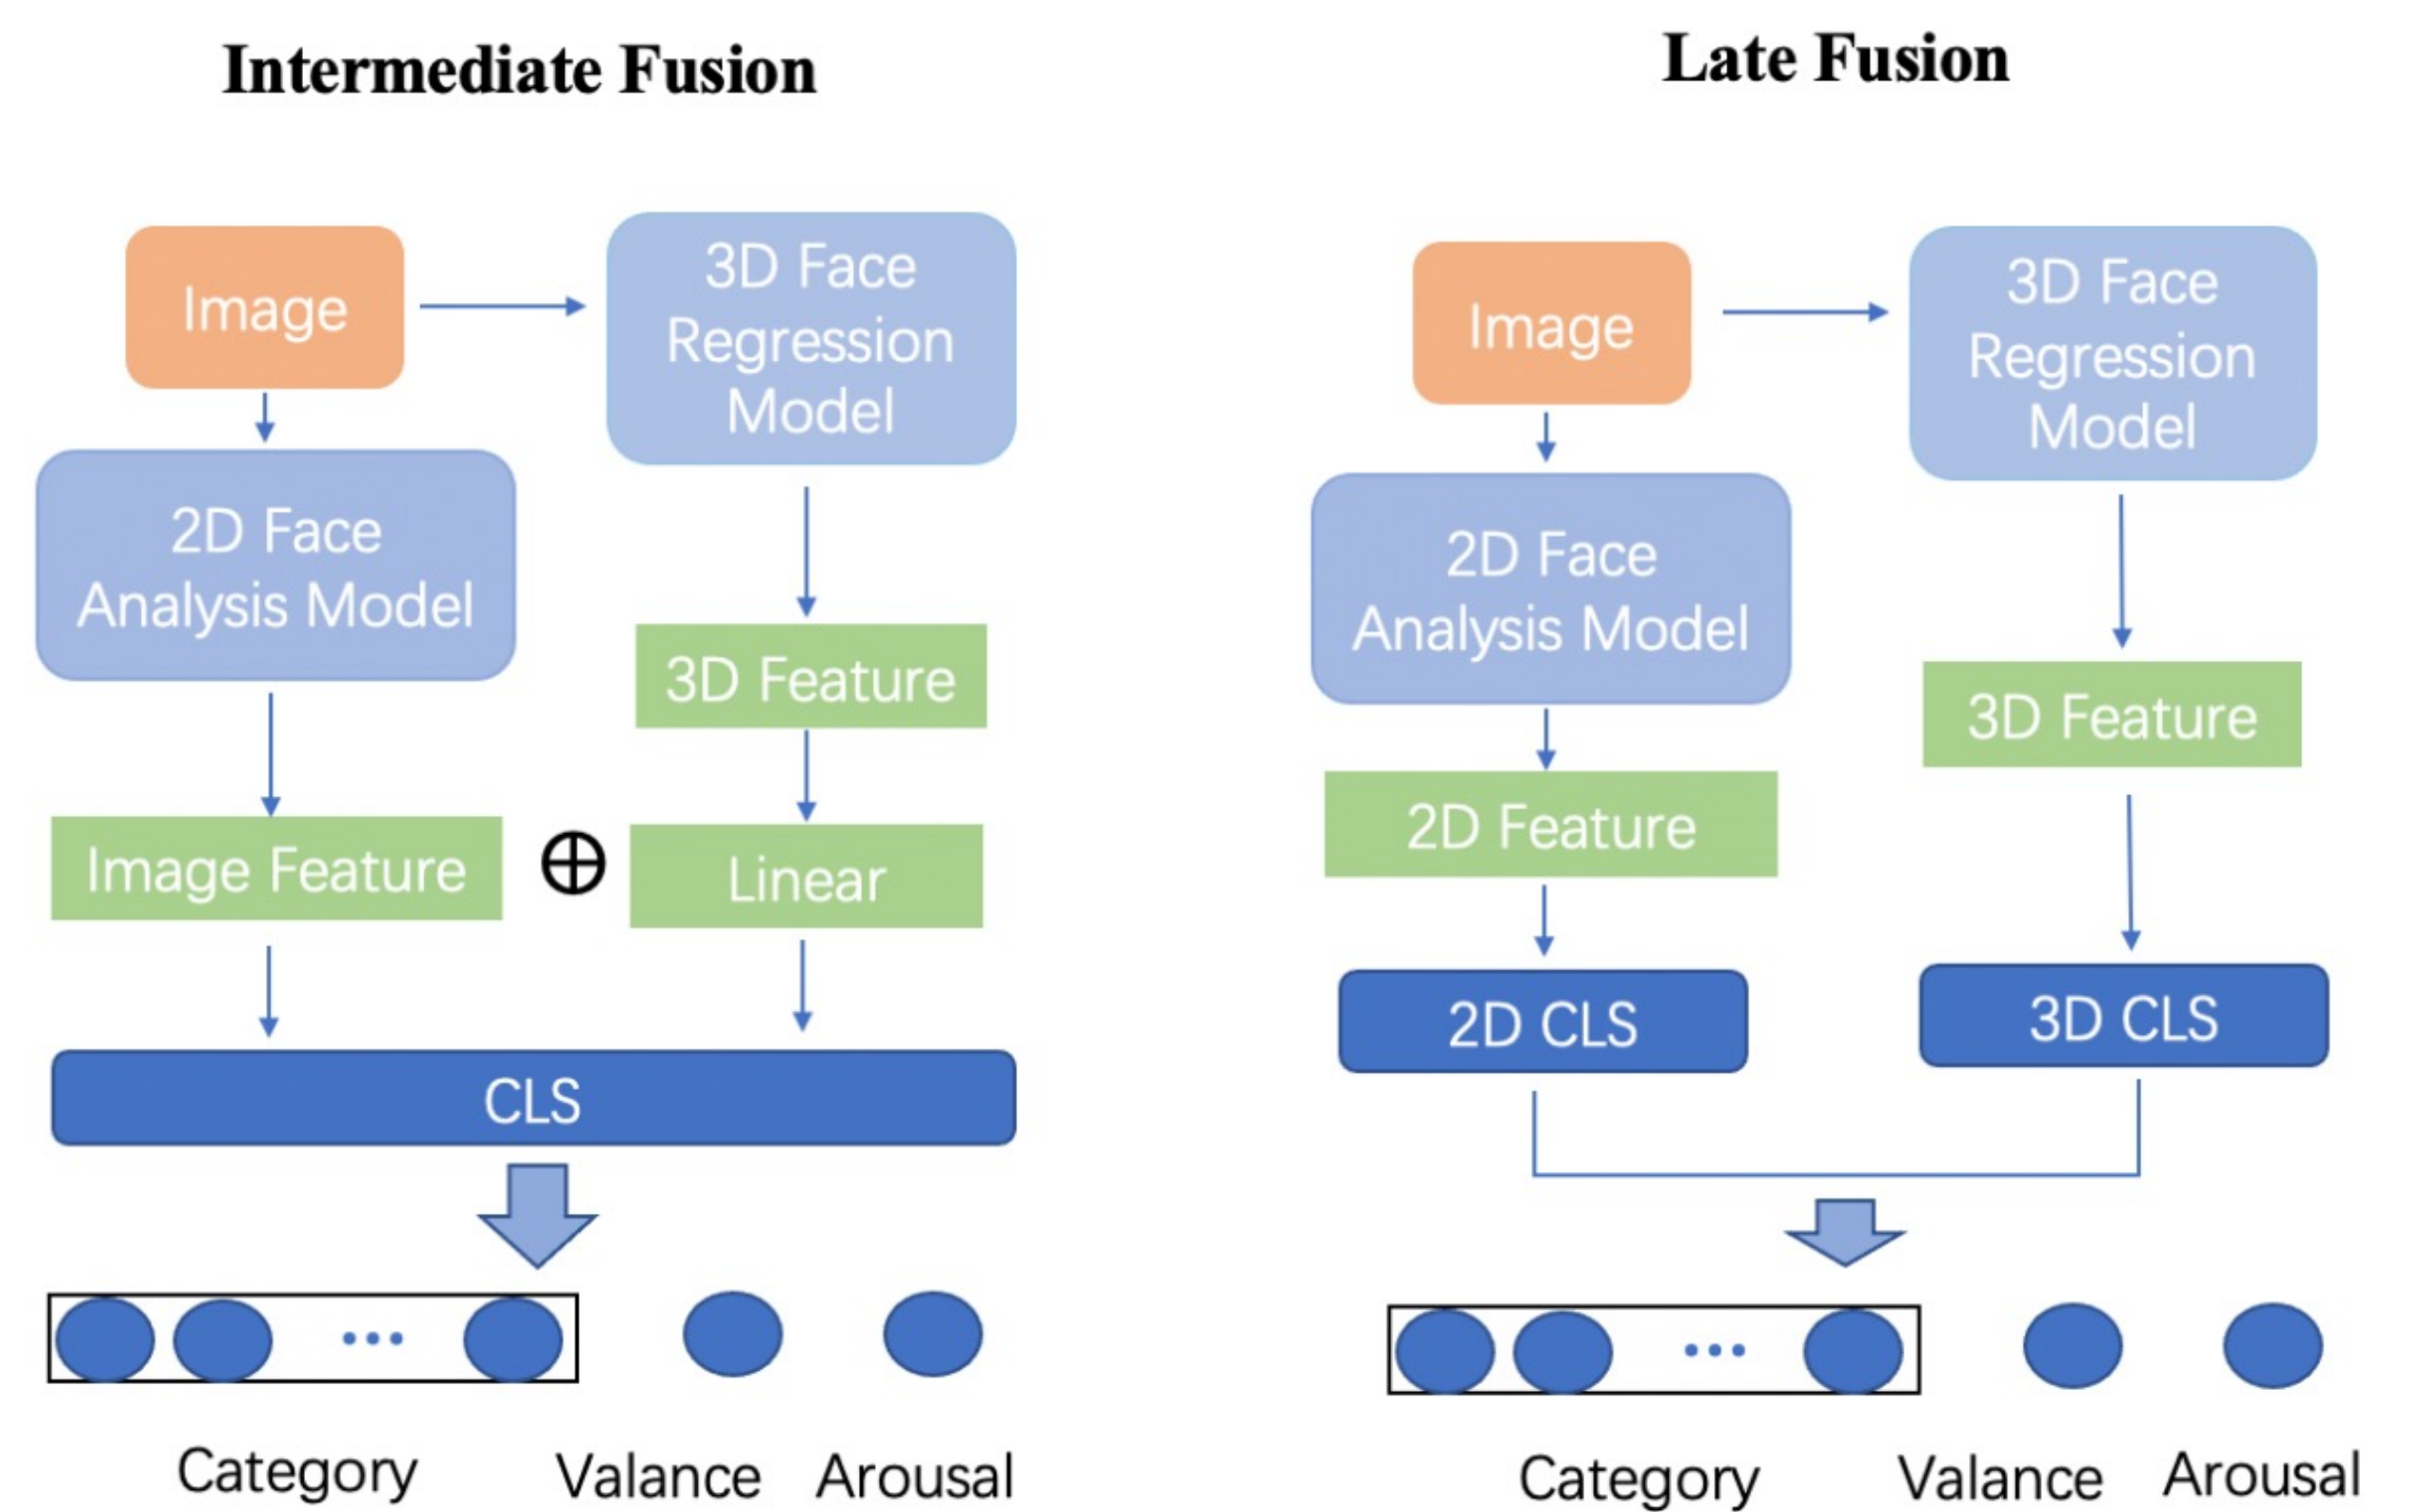 Intermediate Fusion
Image
3D Face
Regression
Model
2D Face
Analysis Model
3D Feature
Image Feature
Linear
CLS
Category
Valance
Arousal
Late Fusion
Image
3D Face
Regression
Model
2D Face
Analysis Model
3D Feature
2D Feature
2D CLS
3D CLS
Category
Valance
Arousal